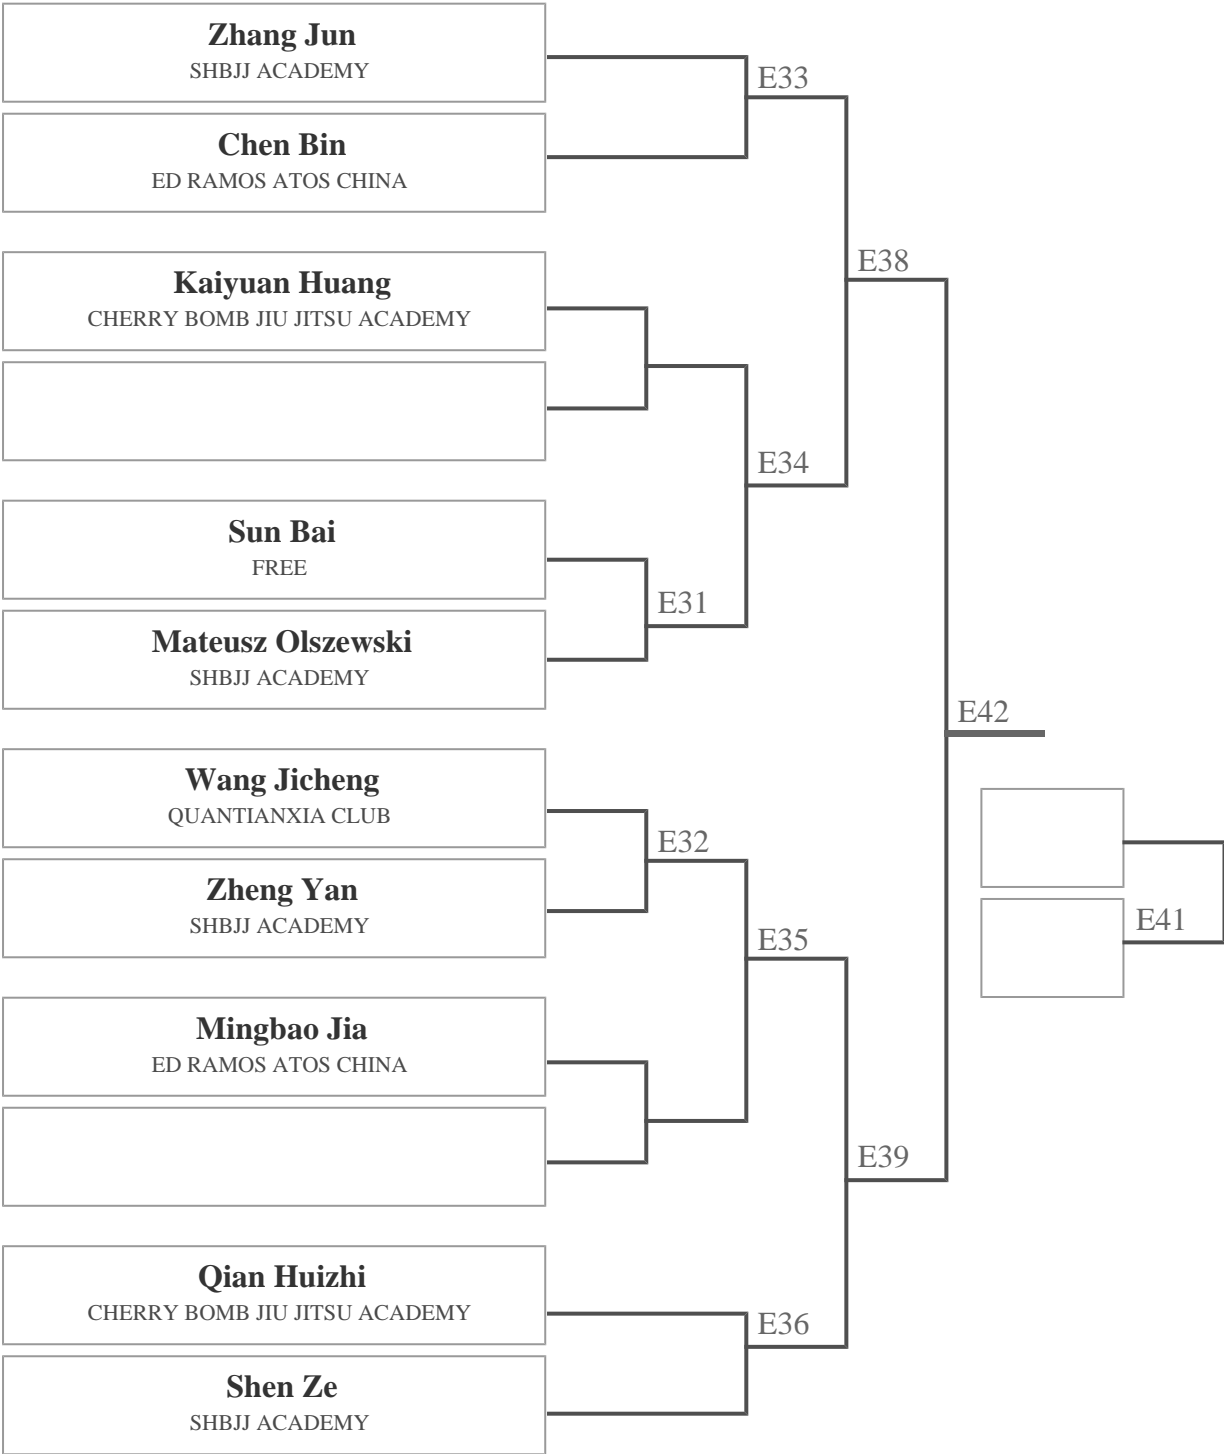 Zhang Jun
SHBJJ ACADEMY
E33
Chen Bin
ED RAMOS ATOS CHINA
E38
Kaiyuan Huang
CHERRY BOMB JIU JITSU ACADEMY
E34
Sun Bai
FREE
E31
Mateusz Olszewski
SHBJJ ACADEMY
E42
Wang Jicheng
QUANTIANXIA CLUB
E32
Zheng Yan
SHBJJ ACADEMY
E41
E35
Mingbao Jia
ED RAMOS ATOS CHINA
E39
Qian Huizhi
CHERRY BOMB JIU JITSU ACADEMY
E36
Shen Ze
SHBJJ ACADEMY